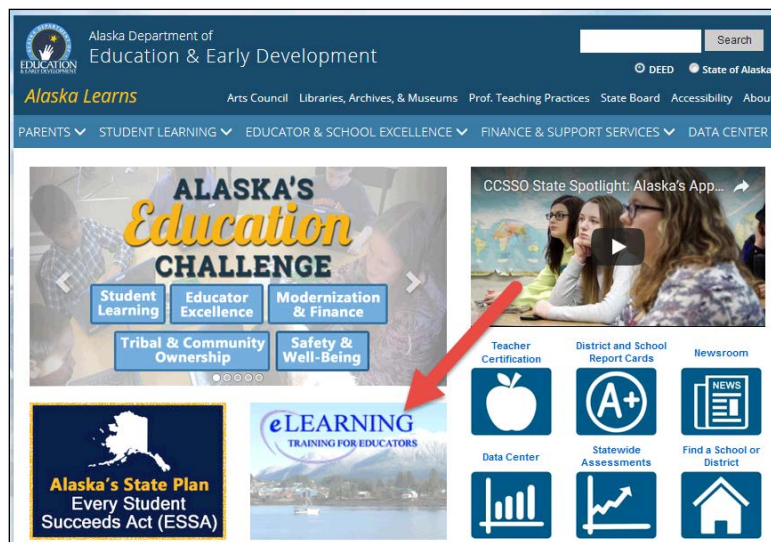 Alaska Department of
Education & Early Development
Search
EDUCATION
& EARLY DEVELOPMENT
DEED State of Alaska
Alaska Learns
Arts Council Libraries, Archives, & Museums Prof. Teaching Practices State Board Accessibility About
PARENTS STUDENT LEARNING EDUCATOR & SCHOOL EXCELLENCE FINANCE & SUPPORT SERVICES DATA CENTER
ALASKA'S
Education
CHALLENGE
Student
Learning
Educator
Excellence
Modernization
& Finance
Tribal & Community
Ownership
Safety &
Well-Being
CCSSO State Spotlight: Alaska's App...
Teacher
Certification
District and School
Report Cards
Newsroom
A+
NEWS
Alaska's State Plan
Every Student
Succeeds Act (ESSA)
eLEARNING
TRAINING FOR EDUCATORS
Data Center
Statewide
Assessments
Find a School or
District